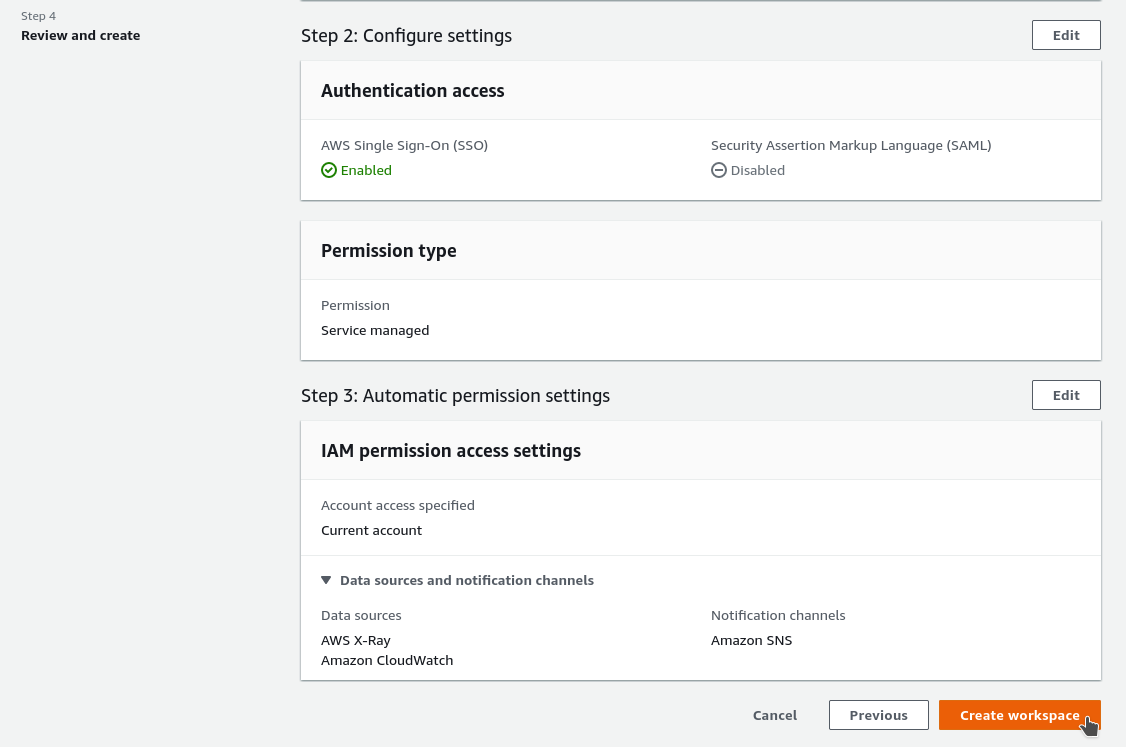 Step 4
Review and create
Step 2: Configure settings
Edit
Authentication access
AWS Single Sign-On (SSO)
Enabled
Security Assertion Markup Language (SAML)
Disabled
Permission type
Permission
Service managed
Step 3: Automatic permission settings
Edit
IAM permission access settings
Account access specified
Current account
Data sources and notification channels
Data sources
AWS X-Ray
Amazon CloudWatch
Notification channels
Amazon SNS
Cancel
Previous
Create workspace